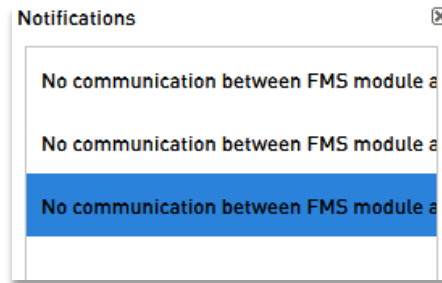 Notifications
No communication between FMS module a
No communication between FMS module a
No communication between FMS module a